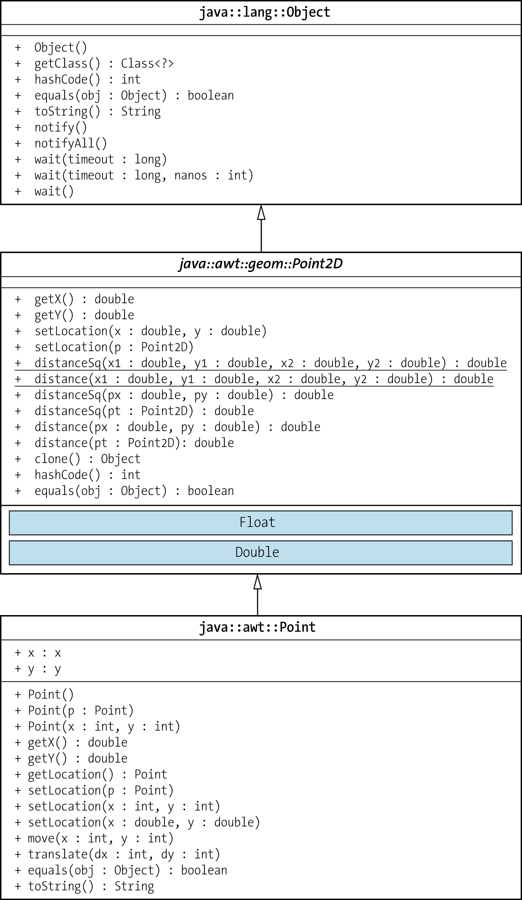 java::lang::Object
+ Object()
+ getClass() : Class<?>
+ hashCode() : int
+ equals(obj : Object) : boolean
+ toString() : String
+ notify()
+ notifyAll()
+ wait(timeout : long)
+ wait(timeout : long, nanos : int)
+ wait()
java::awt::geom::Point2D
+ getX() : double
+ getY() : double
+ setLocation(x : double, y : double)
+ setLocation(p : Point2D)
+ distanceSq(x1 : double, y1 : double, x2 : double, y2 : double) : double
+ distance(x1 : double, y1 : double, x2 : double, y2 : double) : double
+ distanceSq(px : double, py : double) : double
+ distanceSq(pt : Point2D) : double
+ distance(px : double, py : double) : double
+ distance(pt : Point2D): double
+ clone() : Object
+ hashCode() : int
+ equals(obj : Object) : boolean
Float
Double
java::awt::Point
+ x : x
+ y : y
+ Point()
+ Point(p : Point)
+ Point(x : int, y : int)
+ getX() : double
+ getY() : double
+ getLocation() : Point
+ setLocation(p : Point)
+ setLocation(x : int, y : int)
+ setLocation(x : double, y : double)
+ move(x : int, y : int)
+ translate(dx : int, dy : int)
+ equals(obj : Object) : boolean
+ toString() : String